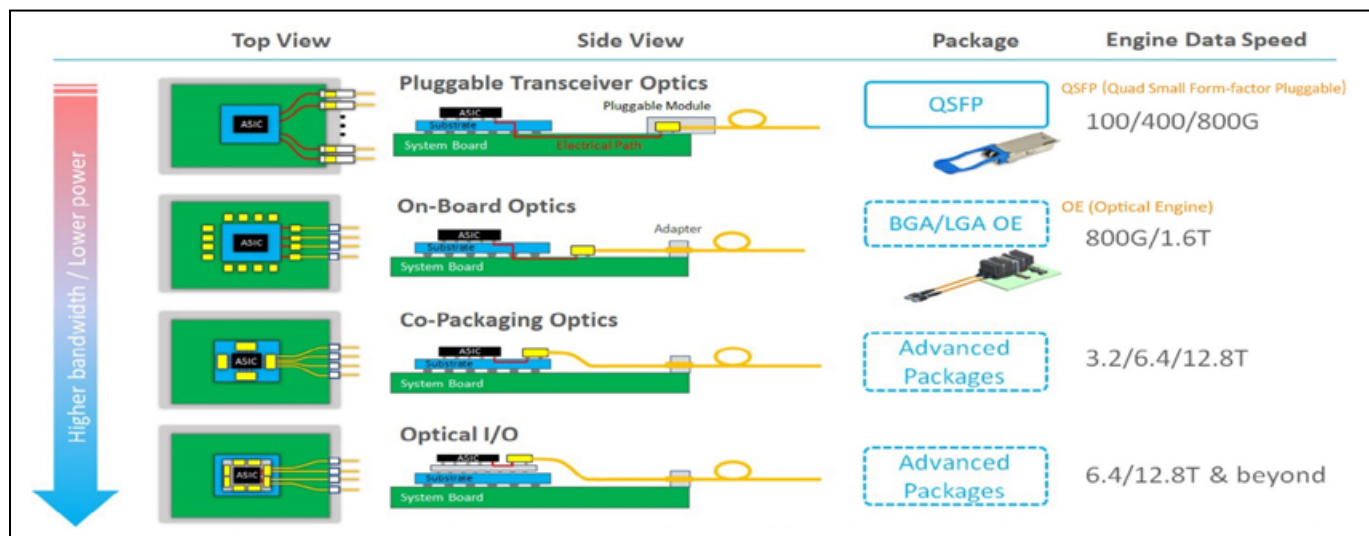 Top View
Side View
Package
Engine Data Speed
Higher bandwidth / Lower power
Pluggable Transceiver Optics
ASIC
ASIC
Substrate
System Board
Electrical Path
Pluggable Module
QSFP
QSFP (Quad Small Form-factor Pluggable)
100/400/800G
On-Board Optics
ASIC
ASIC
Substrate
System Board
Adapter
BGA/LGA OE
OE (Optical Engine)
800G/1.6T
Co-Packaging Optics
ASIC
ASIC
Substrate
System Board
Advanced
Packages
3.2/6.4/12.8T
Optical I/O
ASIC
ASIC
Substrate
System Board
Advanced
Packages
6.4/12.8T & beyond